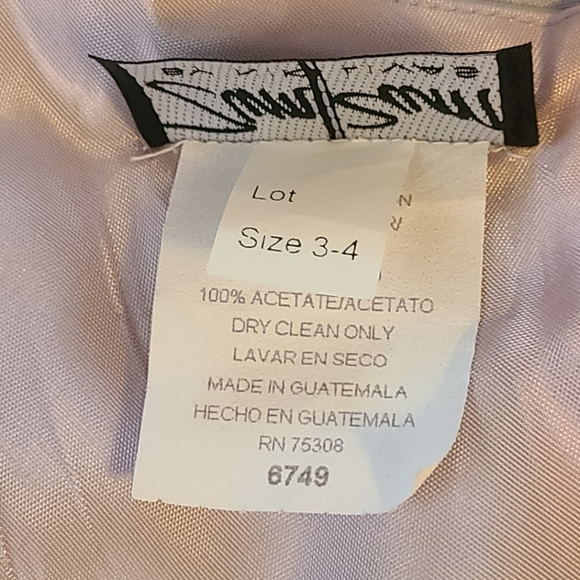 Lot
Size 3-4
100% ACETATE/ACETATO
DRY CLEAN ONLY
LAVAR EN SECO
MADE IN GUATEMALA
HECHO EN GUATEMALA
RN 75308
6749